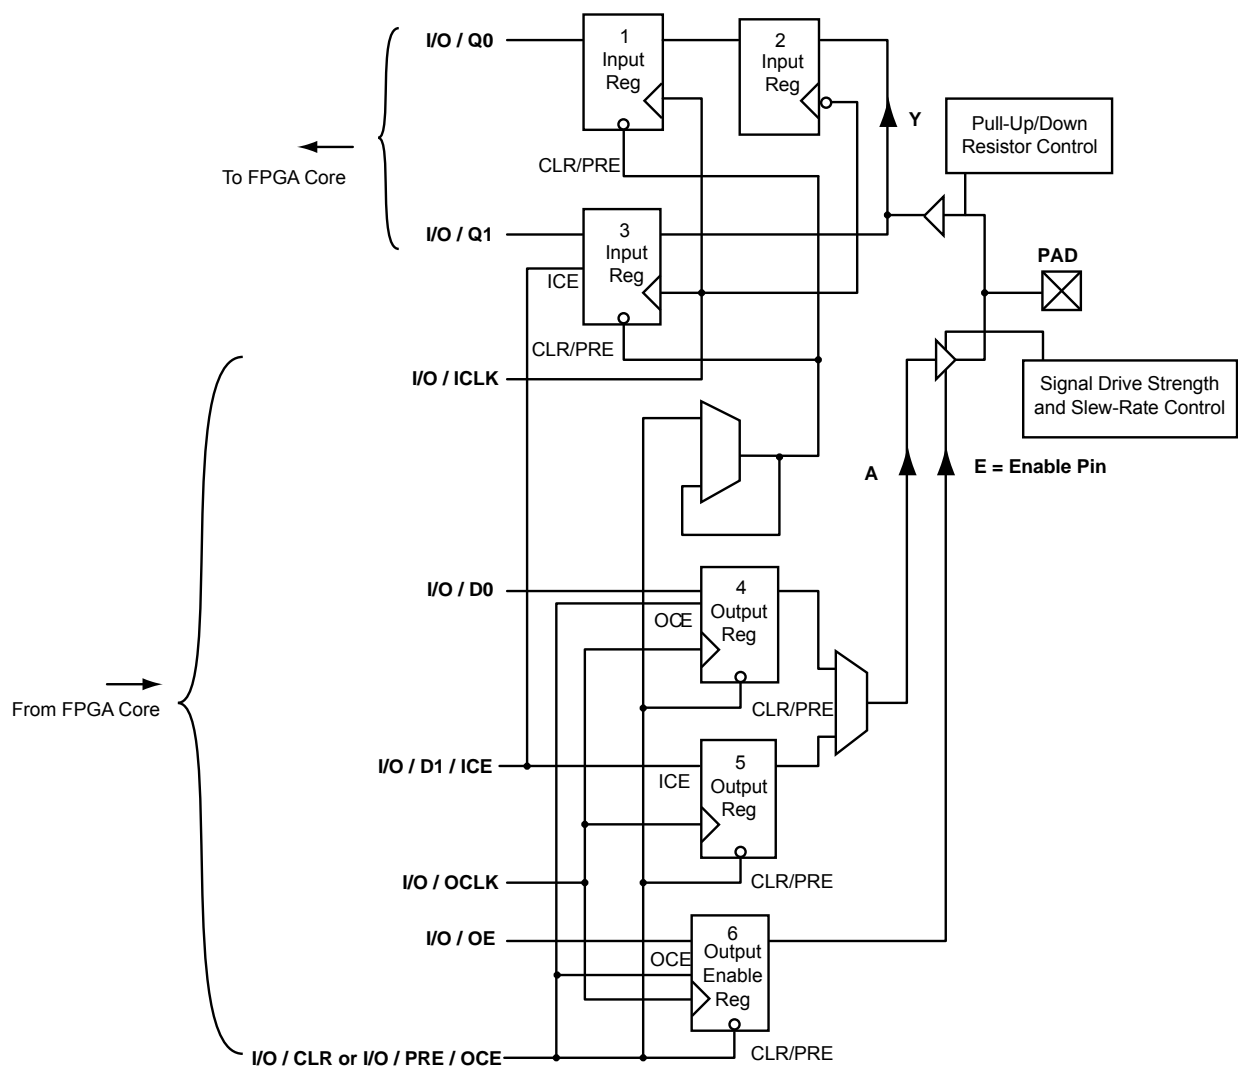 I/O / Q0
1
Input
Reg
2
Input
Reg
Y
Pull-Up/Down
Resistor Control
CLR/PRE
To FPGA Core
I/O / Q1
3
Input
Reg
ICE
PAD
CLR/PRE
I/O / ICLK
Signal Drive Strength
and Slew-Rate Control
A
E = Enable Pin
I/O / D0
4
Output
Reg
OCE
CLR/PRE
From FPGA Core
I/O / D1 / ICE
5
Output
Reg
ICE
I/O / OCLK
CLR/PRE
I/O / OE
6
Output
Enable
Reg
OCE
I/O / CLR or I/O / PRE / OCE
CLR/PRE